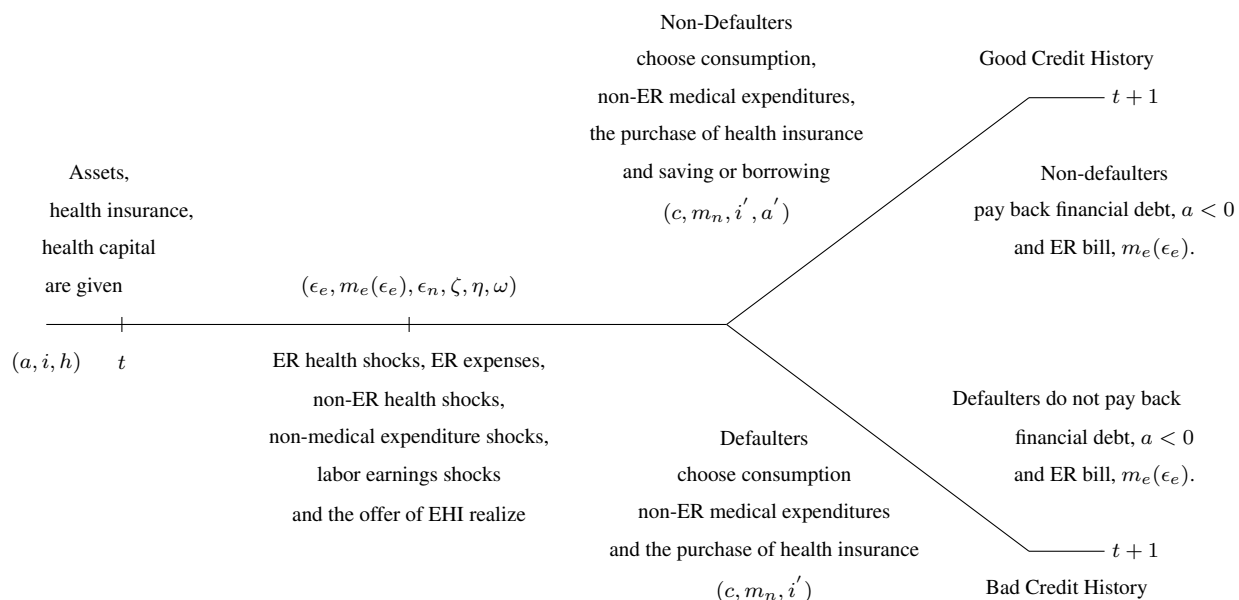 Non-Defaulters
choose consumption,
non-ER medical expenditures,
the purchase of health insurance
and saving or borrowing
(c, m_n, i′, a′)
Good Credit History
t + 1
Assets,
health insurance,
health capital
are given
Non-defaulters
pay back financial debt, a < 0
and ER bill, m_e(ϵ_e).
(ϵ_e, m_e(ϵ_e), ϵ_n, ζ, η, ω)
(a, i, h)
t
ER health shocks, ER expenses,
non-ER health shocks,
non-medical expenditure shocks,
labor earnings shocks
and the offer of EHI realize
Defaulters do not pay back
financial debt, a < 0
and ER bill, m_e(ϵ_e).
Defaulters
choose consumption
non-ER medical expenditures
and the purchase of health insurance
(c, m_n, i′)
t + 1
Bad Credit History